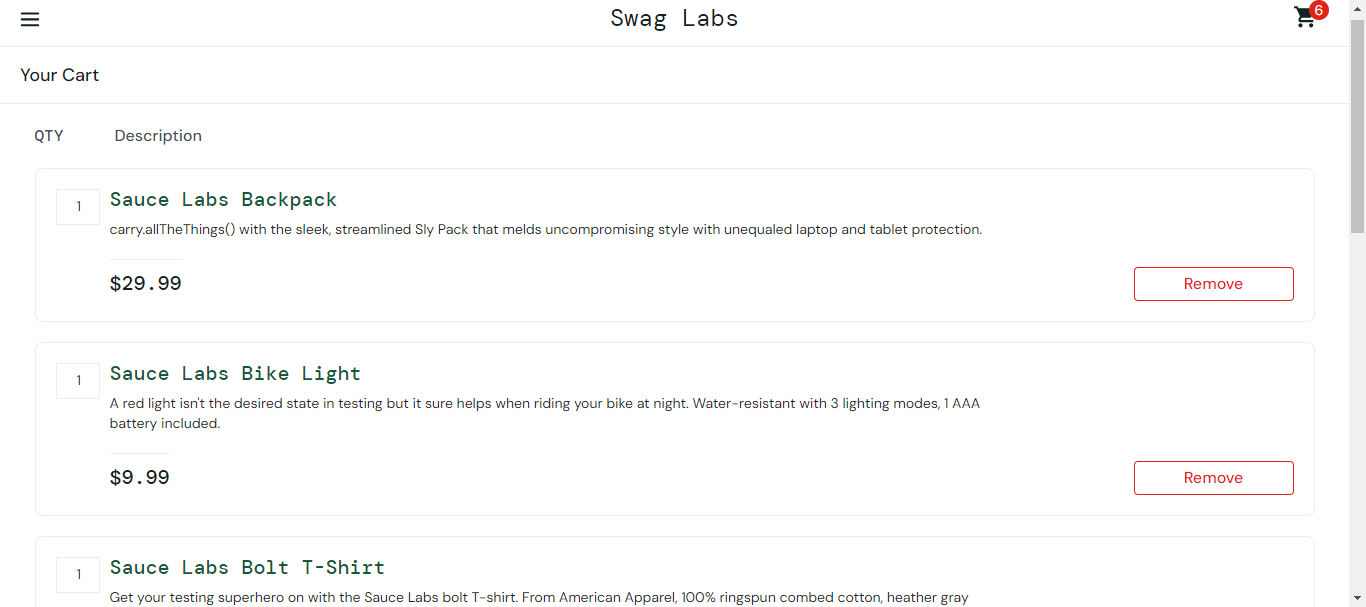 Swag Labs
6
Your Cart
QTY Description
1
Sauce Labs Backpack
carry.allTheThings() with the sleek, streamlined Sly Pack that melds uncompromising style with unequaled laptop and tablet protection.
$29.99
Remove
1
Sauce Labs Bike Light
A red light isn't the desired state in testing but it sure helps when riding your bike at night. Water-resistant with 3 lighting modes, 1 AAA
battery included.
$9.99
Remove
1
Sauce Labs Bolt T-Shirt
Get your testing superhero on with the Sauce Labs bolt T-shirt. From American Apparel, 100% ringspun combed cotton, heather gray